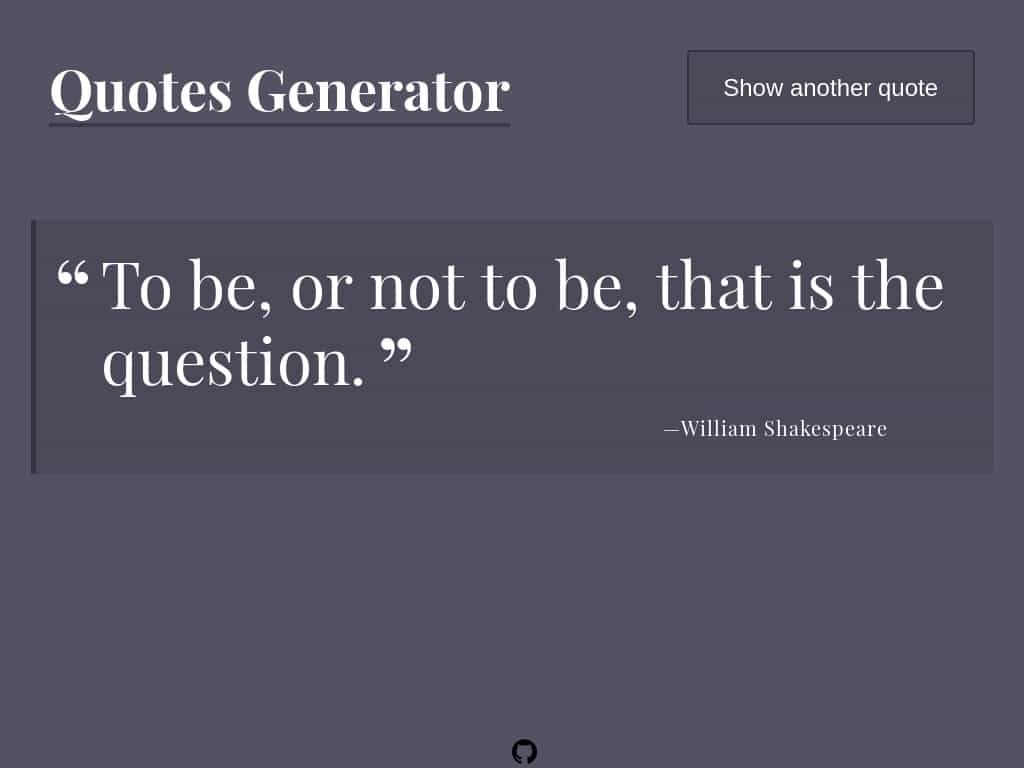 Quotes Generator
Show another quote
“ To be, or not to be, that is the
question. ”
—William Shakespeare